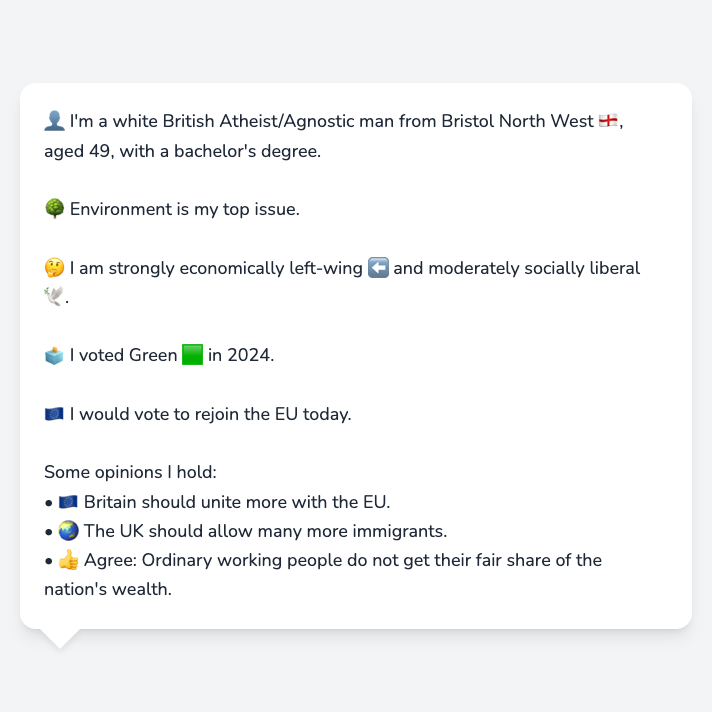 👤 I'm a white British Atheist/Agnostic man from Bristol North West 🏴󠁧󠁢󠁥󠁮󠁧󠁿,
aged 49, with a bachelor's degree.
🌳 Environment is my top issue.
🤔 I am strongly economically left-wing ⬅️ and moderately socially liberal
🕊️.
🗳️ I voted Green 🟩 in 2024.
🇪🇺 I would vote to rejoin the EU today.
Some opinions I hold:
• 🇪🇺 Britain should unite more with the EU.
• 🌏 The UK should allow many more immigrants.
• 👍 Agree: Ordinary working people do not get their fair share of the
nation's wealth.